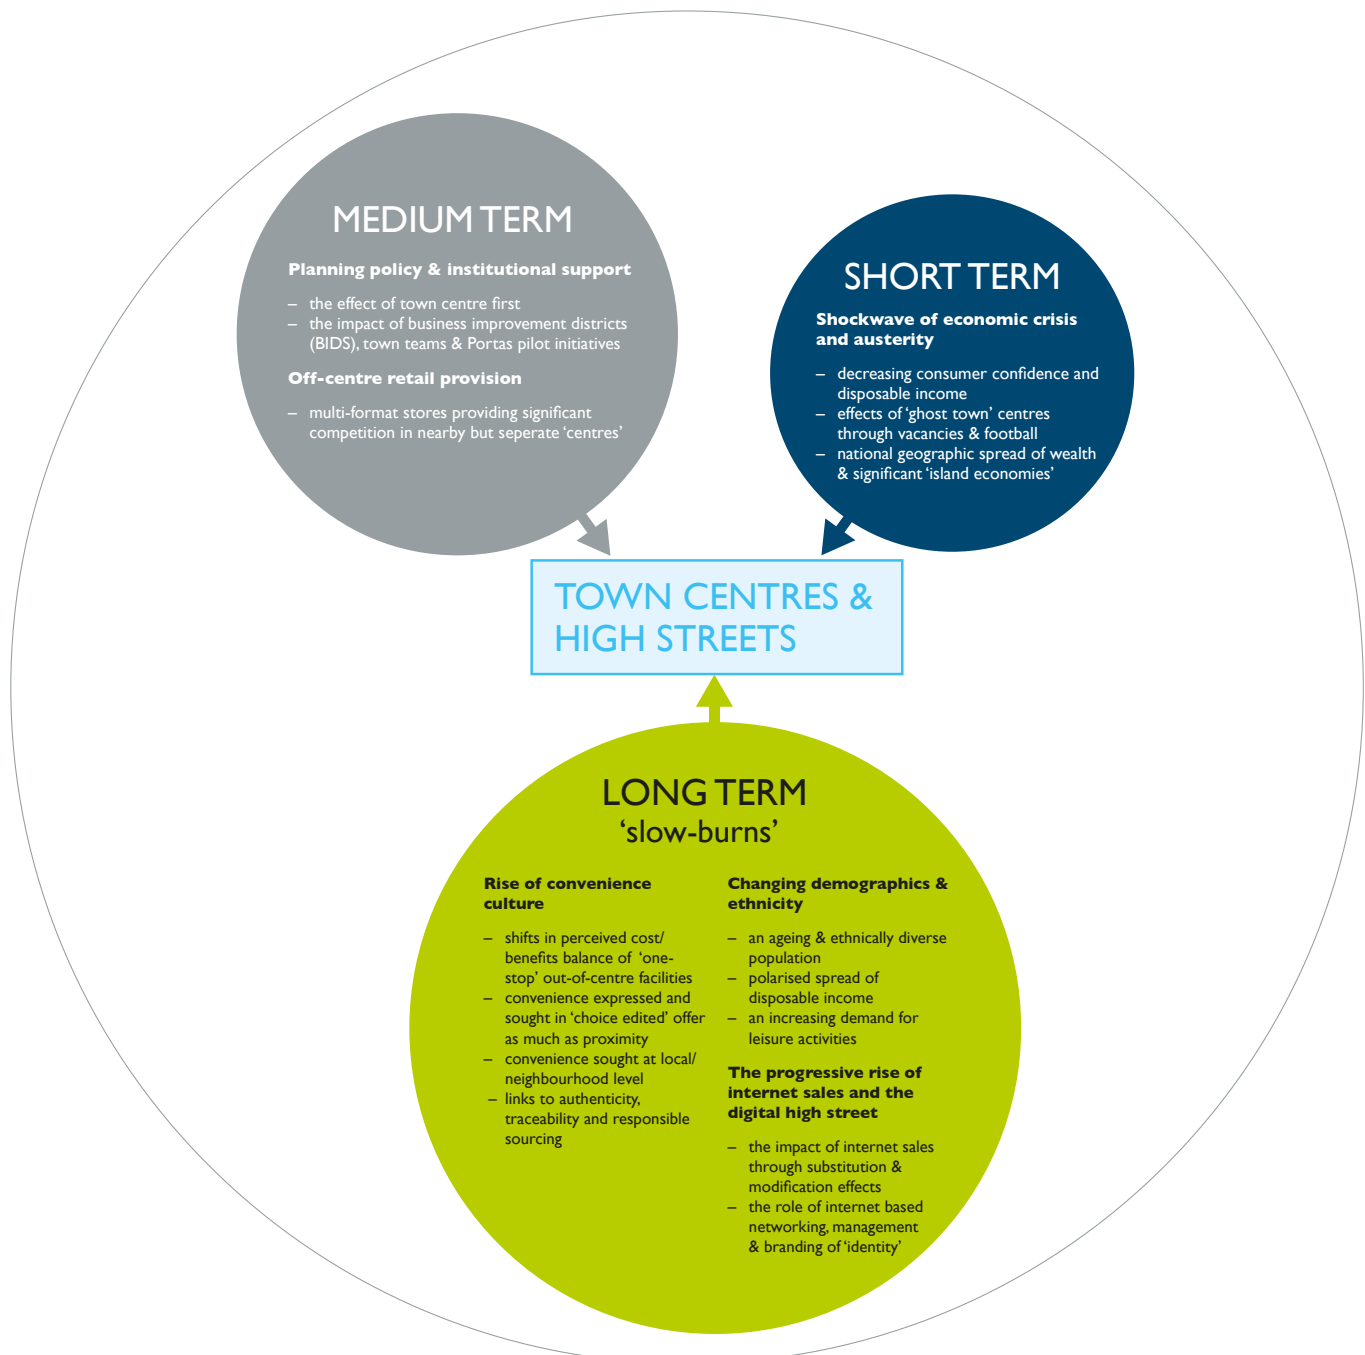 MEDIUM TERM
Planning policy & institutional support
– the effect of town centre first
– the impact of business improvement districts
(BIDS), town teams & Portas pilot initiatives
Off-centre retail provision
– multi-format stores providing significant
competition in nearby but seperate ‘centres’
SHORT TERM
Shockwave of economic crisis
and austerity
– decreasing consumer confidence and
disposable income
– effects of ‘ghost town’ centres
through vacancies & football
– national geographic spread of wealth
& significant ‘island economies’
TOWN CENTRES &
HIGH STREETS
LONG TERM
‘slow-burns’
Rise of convenience
culture
– shifts in perceived cost/
benefits balance of ‘one-
stop’ out-of-centre facilities
– convenience expressed and
sought in ‘choice edited’ offer
as much as proximity
– convenience sought at local/
neighbourhood level
– links to authenticity,
traceability and responsible
sourcing
Changing demographics &
ethnicity
– an ageing & ethnically diverse
population
– polarised spread of
disposable income
– an increasing demand for
leisure activities
The progressive rise of
internet sales and the
digital high street
– the impact of internet sales
through substitution &
modification effects
– the role of internet based
networking, management
& branding of ‘identity’